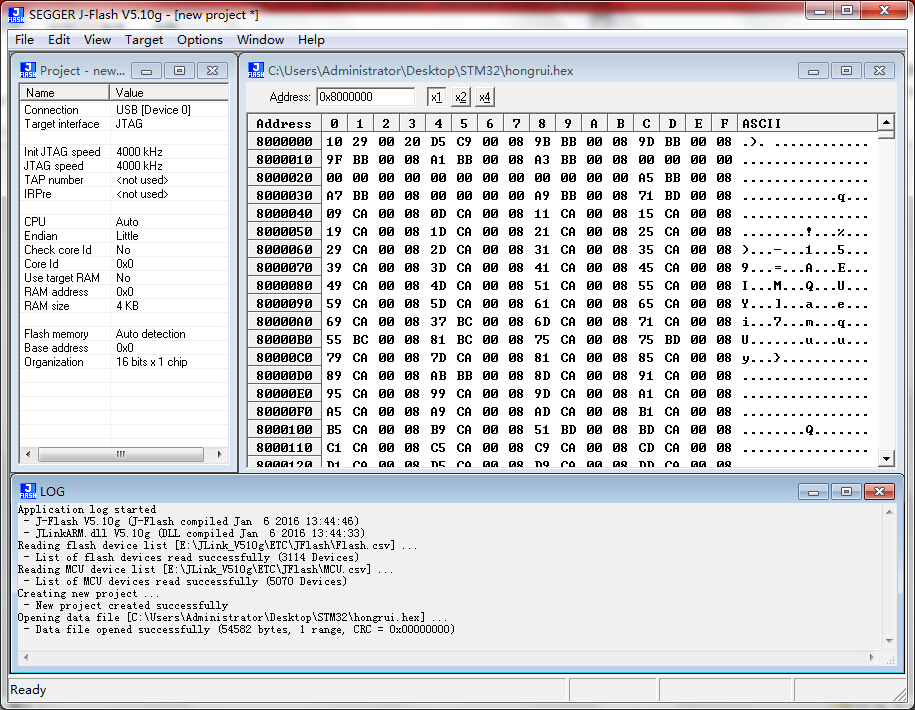 SEGGER J-Flash V5.10g - [new project *]
File Edit View Target Options Window Help
Project - new...
Name Value
Connection USB [Device 0]
Target interface JTAG
Init JTAG speed 4000 kHz
JTAG speed 4000 kHz
TAP number <not used>
IRPre <not used>
CPU Auto
Endian Little
Check core Id No
Core Id 0x0
Use target RAM No
RAM address 0x0
RAM size 4 KB
Flash memory Auto detection
Base address 0x0
Organization 16 bits x 1 chip
C:\Users\Administrator\Desktop\STM32\hongrui.hex
Address: 0x8000000 x1 x2 x4
Address 0 1 2 3 4 5 6 7 8 9 A B C D E F ASCII
8000000 10 29 00 20 D5 C9 00 08 9B BB 00 08 9D BB 00 08 .). ............
8000010 9F BB 00 08 A1 BB 00 08 A3 BB 00 08 00 00 00 00 ................
8000020 00 00 00 00 00 00 00 00 00 00 00 00 A5 BB 00 08 ................
8000030 A7 BB 00 08 00 00 00 00 A9 BB 00 08 71 BD 00 08 ............q...
8000040 09 CA 00 08 0D CA 00 08 11 CA 00 08 15 CA 00 08 ................
8000050 19 CA 00 08 1D CA 00 08 21 CA 00 08 25 CA 00 08 ........!...%...
8000060 29 CA 00 08 2D CA 00 08 31 CA 00 08 35 CA 00 08 )...-...1...5...
8000070 39 CA 00 08 3D CA 00 08 41 CA 00 08 45 CA 00 08 9...=...A...E...
8000080 49 CA 00 08 4D CA 00 08 51 CA 00 08 55 CA 00 08 I...M...Q...U...
8000090 59 CA 00 08 5D CA 00 08 61 CA 00 08 65 CA 00 08 Y...]...a...e...
80000A0 69 CA 00 08 37 BC 00 08 6D CA 00 08 71 CA 00 08 i...7...m...q...
80000B0 55 BC 00 08 81 BC 00 08 75 CA 00 08 75 BD 00 08 U.......u...u...
80000C0 79 CA 00 08 7D CA 00 08 81 CA 00 08 85 CA 00 08 y...}...........
80000D0 89 CA 00 08 AB BB 00 08 8D CA 00 08 91 CA 00 08 ................
80000E0 95 CA 00 08 99 CA 00 08 9D CA 00 08 A1 CA 00 08 ................
80000F0 A5 CA 00 08 A9 CA 00 08 AD CA 00 08 B1 CA 00 08 ................
8000100 B5 CA 00 08 B9 CA 00 08 51 BD 00 08 BD CA 00 08 ........Q.......
8000110 C1 CA 00 08 C5 CA 00 08 C9 CA 00 08 CD CA 00 08 ................
8000120 D1 CA 00 08 D5 CA 00 08 D9 CA 00 08 DD CA 00 08
LOG
Application log started
- J-Flash V5.10g (J-Flash compiled Jan 6 2016 13:44:46)
- JLinkARM.dll V5.10g (DLL compiled Jan 6 2016 13:44:33)
Reading flash device list [E:\JLink_V510g\ETC\JFlash\Flash.csv] ...
- List of flash devices read successfully (3114 Devices)
Reading MCU device list [E:\JLink_V510g\ETC\JFlash\MCU.csv] ...
- List of MCU devices read successfully (5070 Devices)
Creating new project ...
- New project created successfully
Opening data file [C:\Users\Administrator\Desktop\STM32\hongrui.hex] ...
- Data file opened successfully (54582 bytes, 1 range, CRC = 0x00000000)
Ready